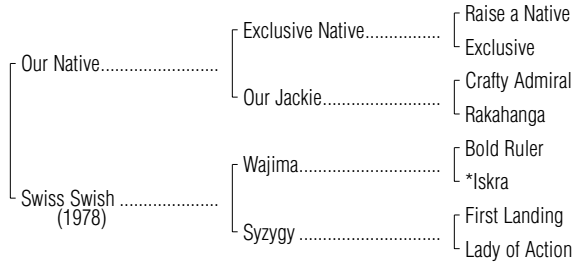 Raise a Native
Exclusive Native..................
Exclusive
Our Native.............................
Crafty Admiral
Our Jackie.............................
Rakahanga
Bold Ruler
Wajima...................................
*Iskra
Swiss Swish ........................
(1978)
First Landing
Syzygy ..................................
Lady of Action